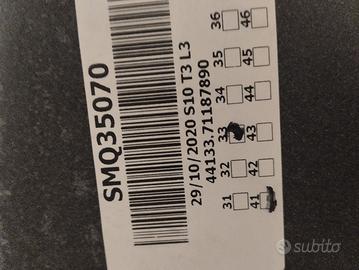 SMQ35070
29/10/2020 S10 T3 L3
44133.71187890
31 32 33 34 35 36
41 42 43 44 45 46
subito